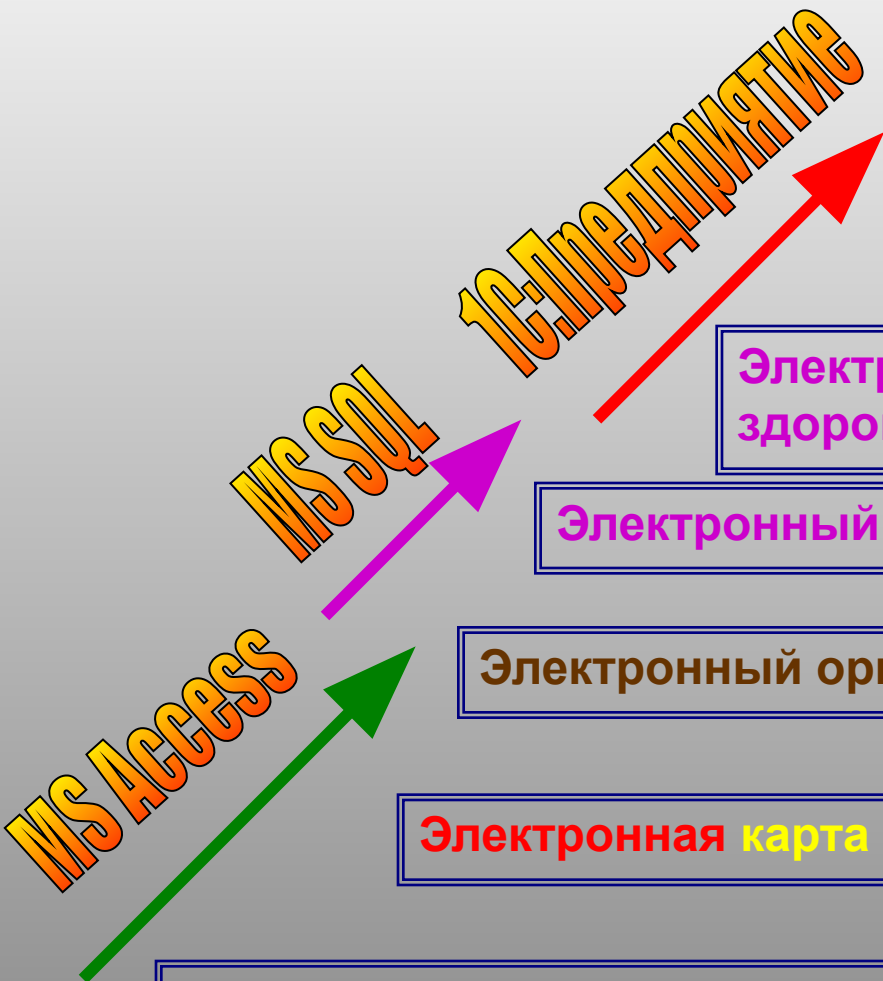 1С:Предприятие
MS SQL
MS Access
Электр
здоро
Электронный
Электронный ор
Электронная карта